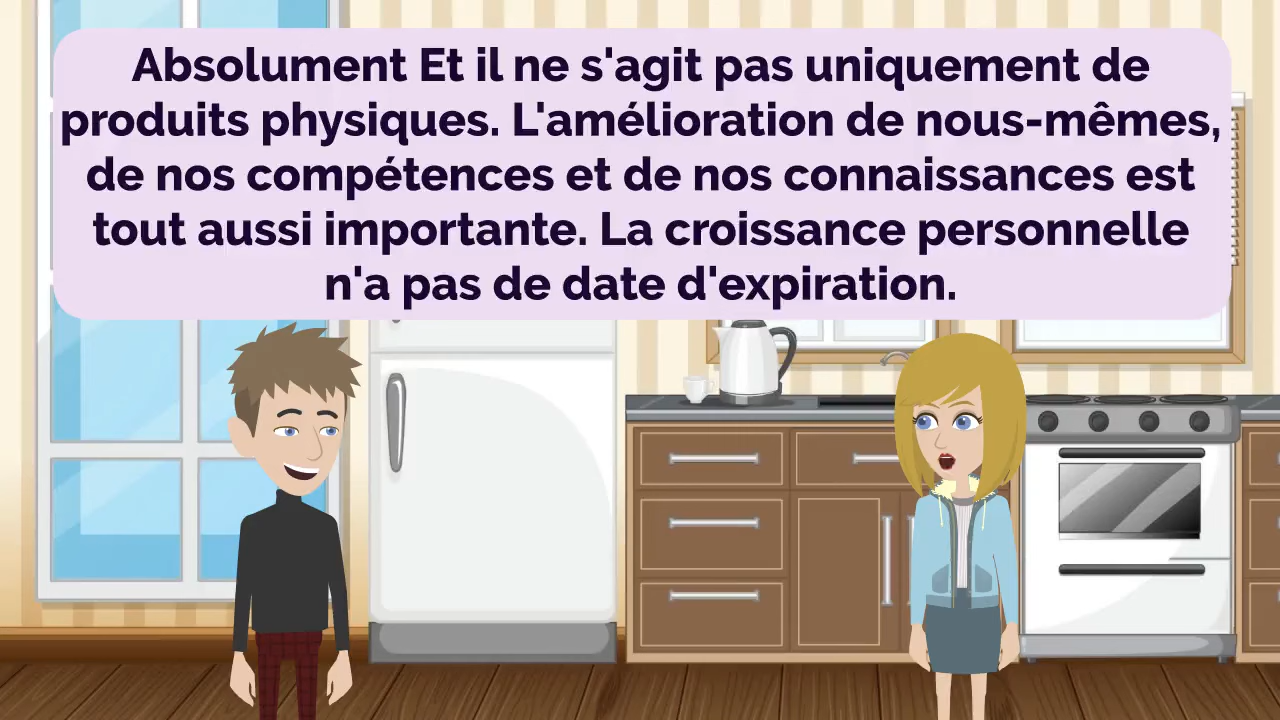 Absolument Et il ne s'agit pas uniquement de
produits physiques. L'amélioration de nous-mêmes,
de nos compétences et de nos connaissances est
tout aussi importante. La croissance personnelle
n'a pas de date d'expiration.